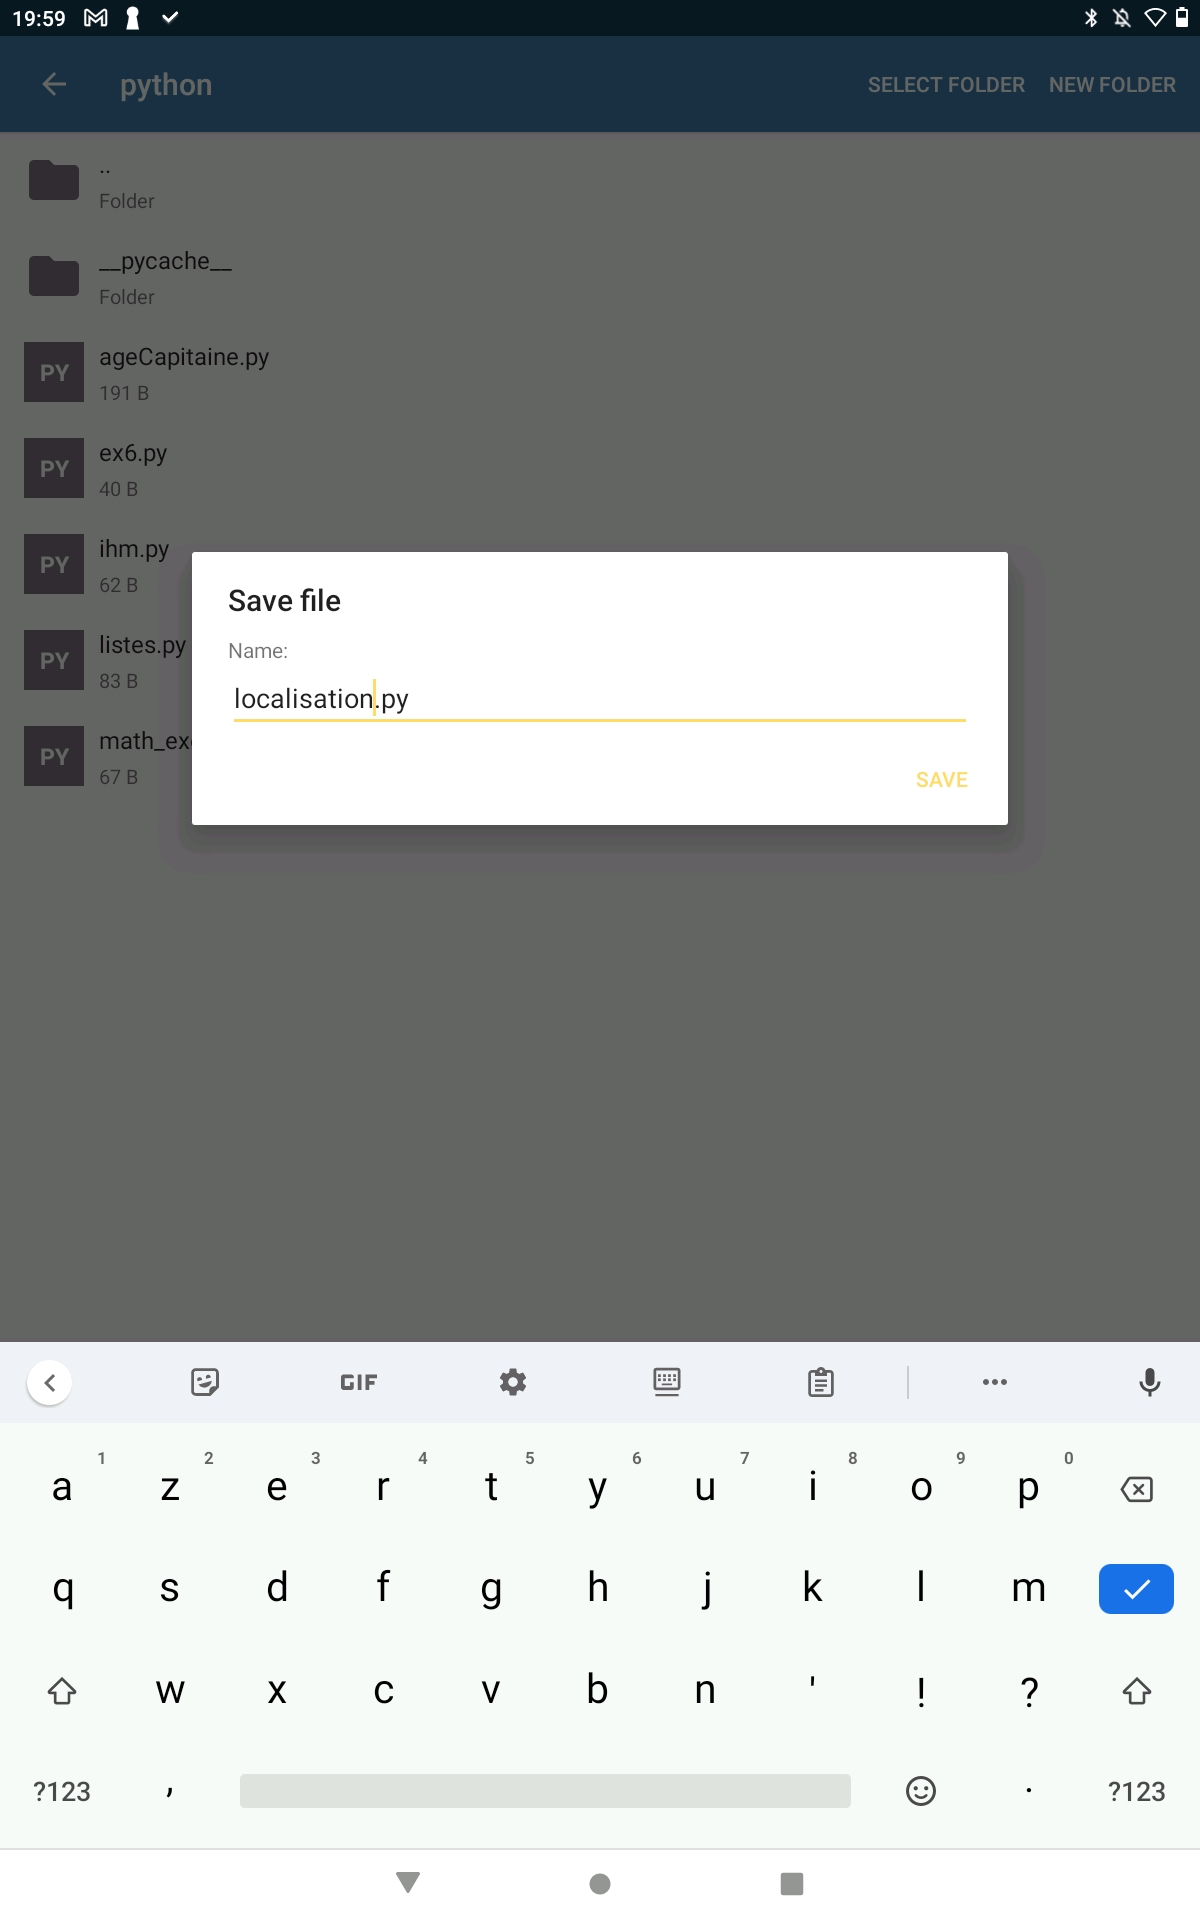 19:59
python
SELECT FOLDER NEW FOLDER
..
Folder
__pycache__
Folder
PY
ageCapitaine.py
191 B
PY
ex6.py
40 B
PY
ihm.py
62 B
PY
listes.py
83 B
PY
math_ex
67 B
Save file
Name:
localisation.py
SAVE
GIF
a 1 z 2 e 3 r 4 t 5 y 6 u 7 i 8 o 9 p 0
q s d f g h j k l m
w x c v b n ' ! ?
?123 , . ?123